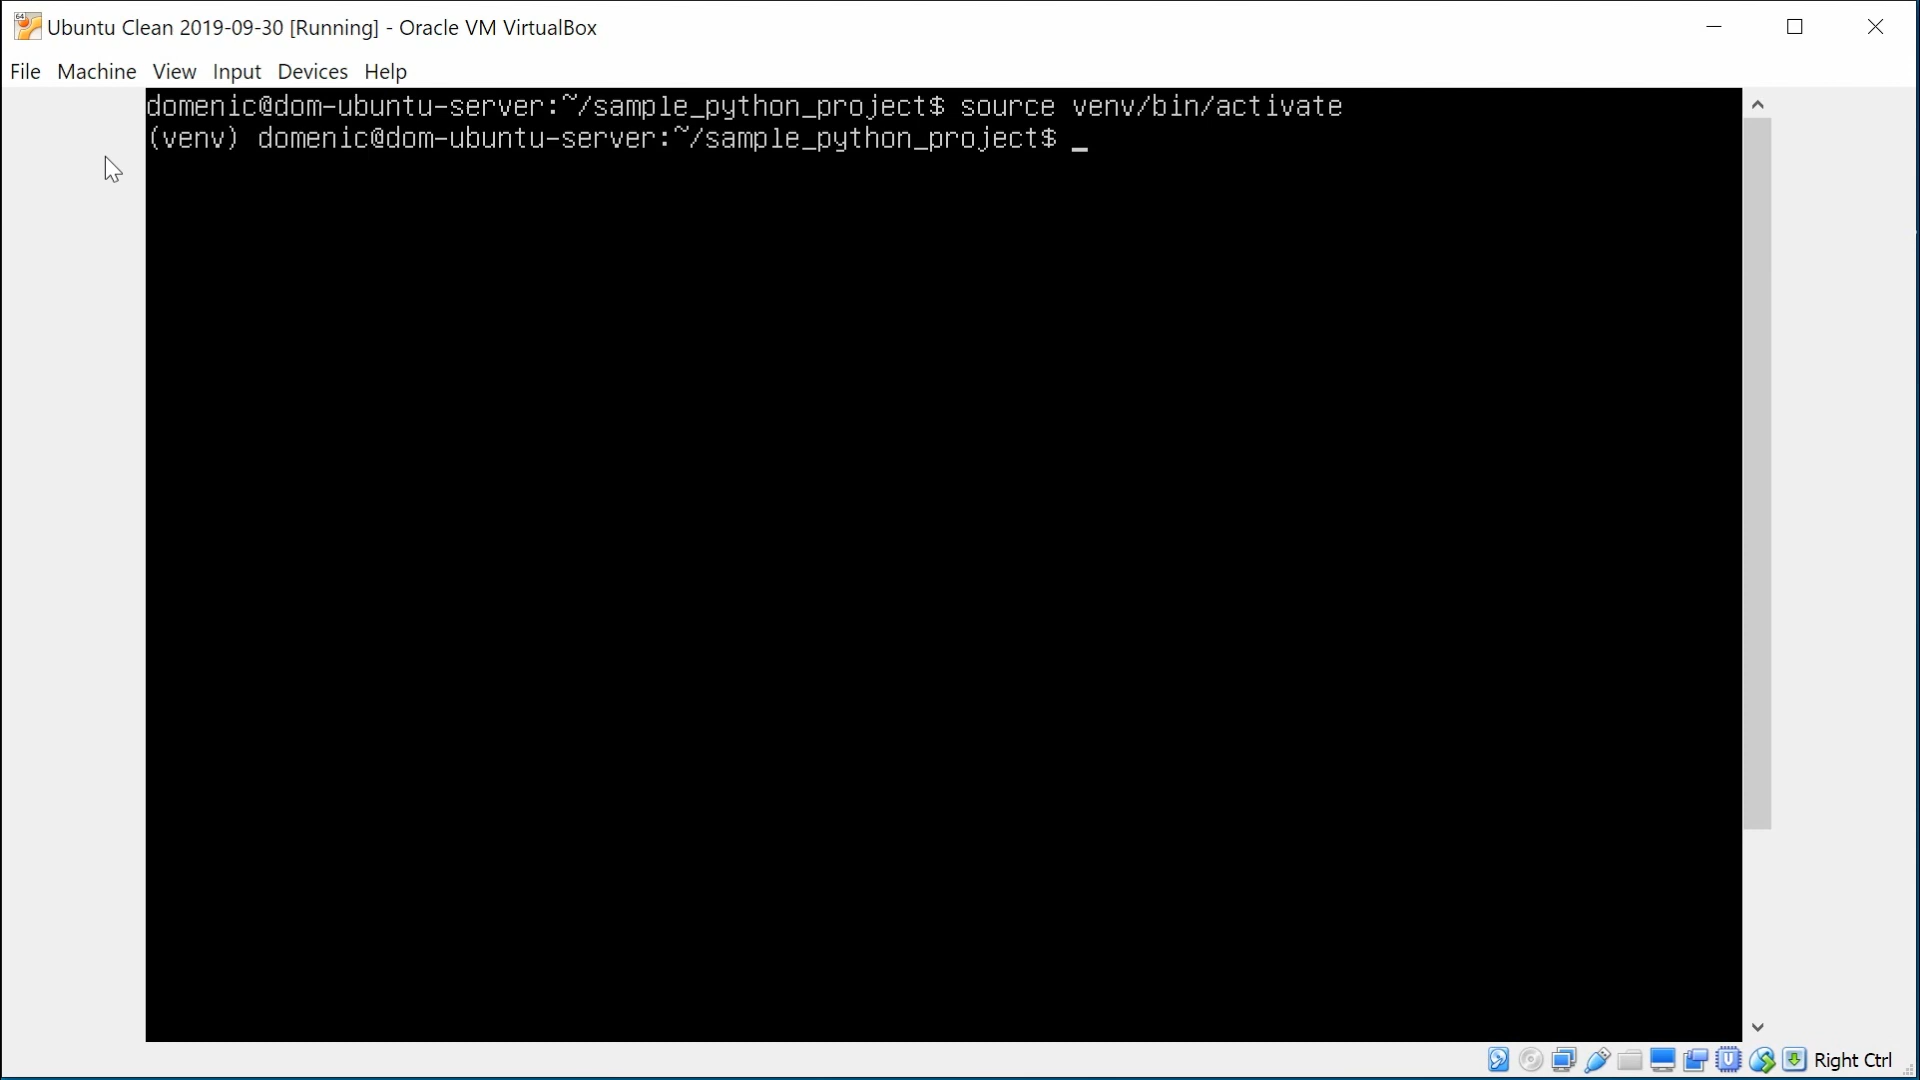 Ubuntu Clean 2019-09-30 [Running] - Oracle VM VirtualBox
File Machine View Input Devices Help
domenic@dom-ubuntu-server:~/sample_python_project$ source venv/bin/activate
(venv) domenic@dom-ubuntu-server:~/sample_python_project$ _
Right Ctrl